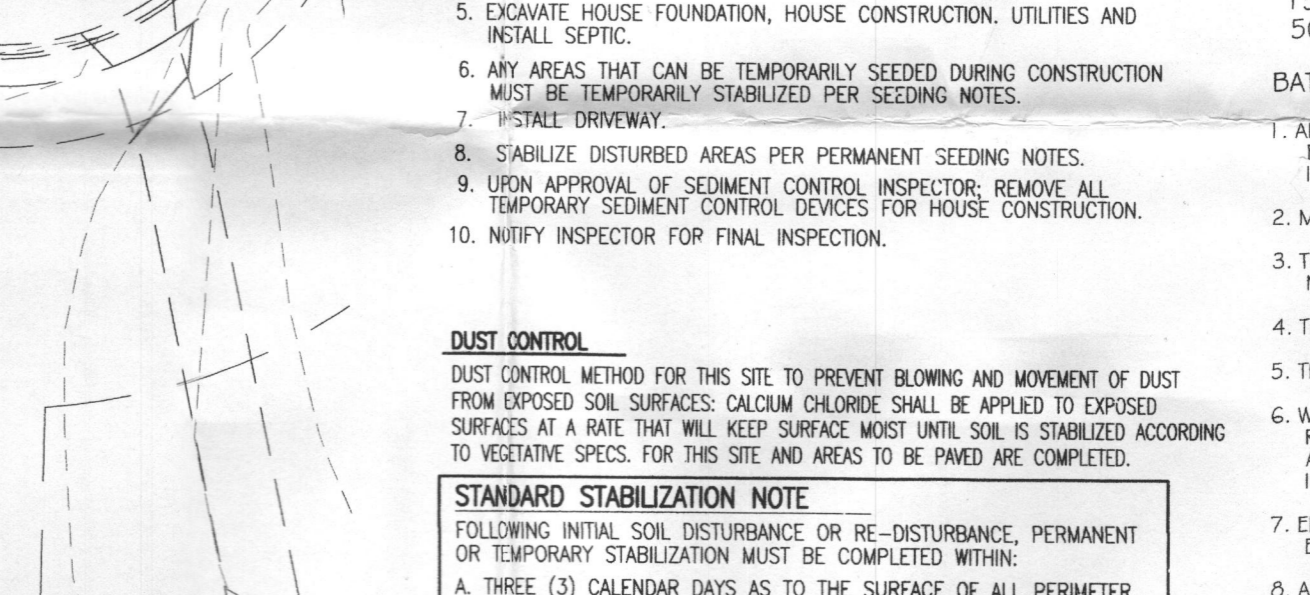 5. EXCAVATE HOUSE FOUNDATION, HOUSE CONSTRUCTION. UTILITIES AND
INSTALL SEPTIC.
6. ANY AREAS THAT CAN BE TEMPORARILY SEEDED DURING CONSTRUCTION
MUST BE TEMPORARILY STABILIZED PER SEEDING NOTES.
7. INSTALL DRIVEWAY.
8. STABILIZE DISTURBED AREAS PER PERMANENT SEEDING NOTES.
9. UPON APPROVAL OF SEDIMENT CONTROL INSPECTOR; REMOVE ALL
TEMPORARY SEDIMENT CONTROL DEVICES FOR HOUSE CONSTRUCTION.
10. NOTIFY INSPECTOR FOR FINAL INSPECTION.
DUST CONTROL
DUST CONTROL METHOD FOR THIS SITE TO PREVENT BLOWING AND MOVEMENT OF DUST
FROM EXPOSED SOIL SURFACES: CALCIUM CHLORIDE SHALL BE APPLIED TO EXPOSED
SURFACES AT A RATE THAT WILL KEEP SURFACE MOIST UNTIL SOIL IS STABILIZED ACCORDING
TO VEGETATIVE SPECS. FOR THIS SITE AND AREAS TO BE PAVED ARE COMPLETED.
STANDARD STABILIZATION NOTE
FOLLOWING INITIAL SOIL DISTURBANCE OR RE-DISTURBANCE, PERMANENT
OR TEMPORARY STABILIZATION MUST BE COMPLETED WITHIN:
A. THREE (3) CALENDAR DAYS AS TO THE SURFACE OF ALL PERIMETER
1.
2. M
3. T
4. T
5.
6. W
7.
8. A